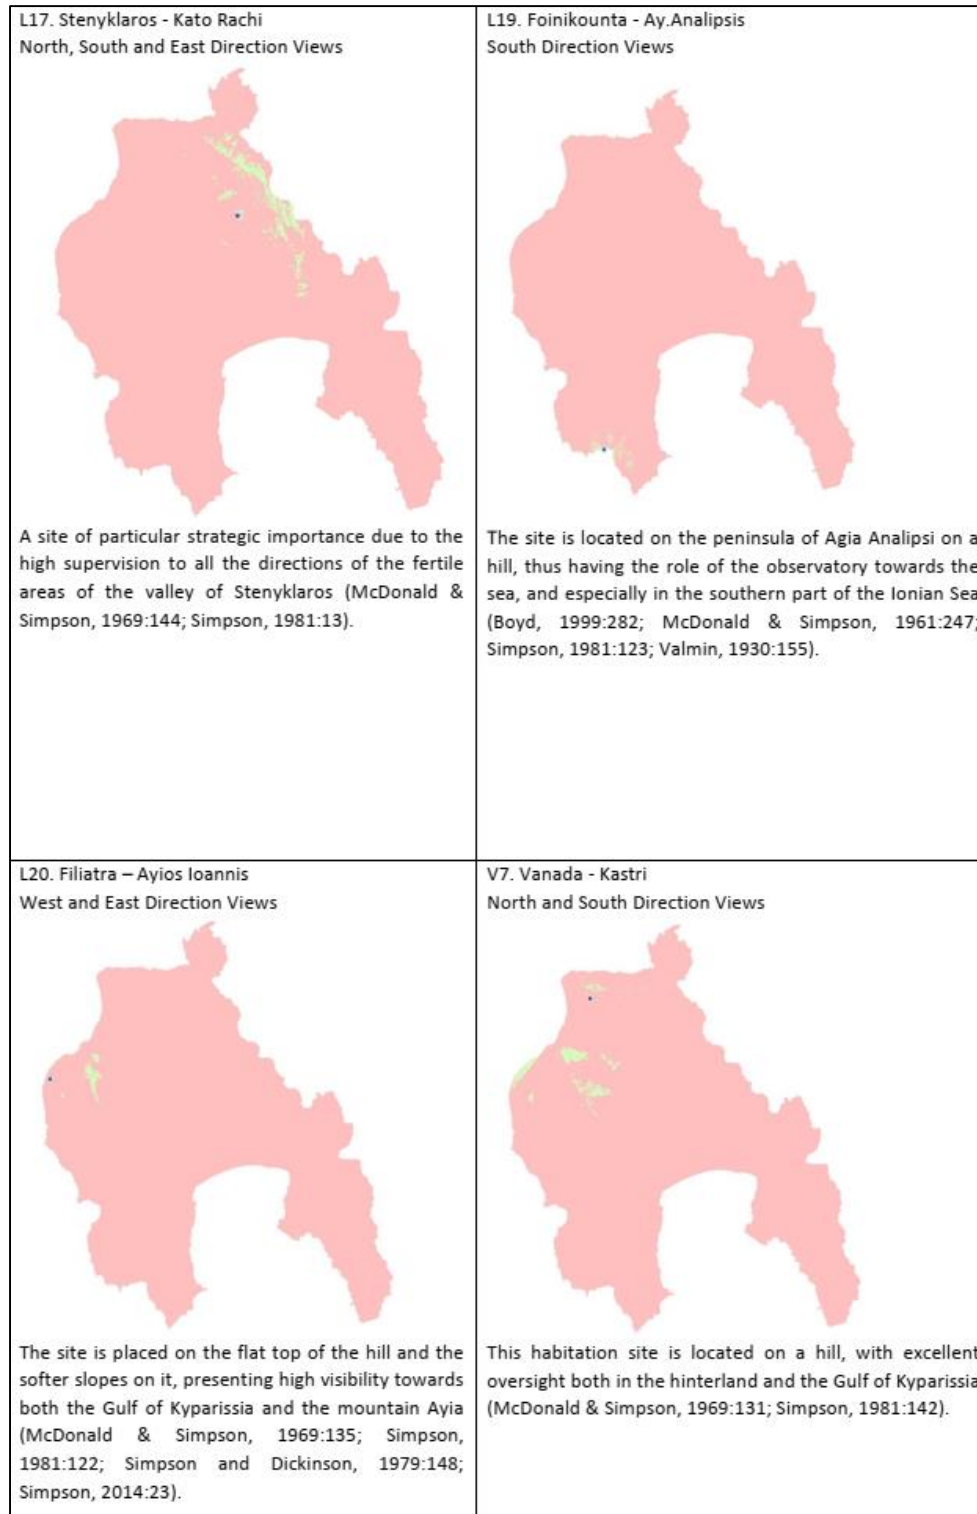 L17. Stenyklaros - Kato Rachi
North, South and East Direction Views
A site of particular strategic importance due to the
high supervision to all the directions of the fertile
areas of the valley of Stenyklaros (McDonald &
Simpson, 1969:144; Simpson, 1981:13).
L19. Foinikounta - Ay.Analipsis
South Direction Views
The site is located on the peninsula of Agia Analipsi on a
hill, thus having the role of the observatory towards the
sea, and especially in the southern part of the Ionian Sea
(Boyd, 1999:282; McDonald & Simpson, 1961:247;
Simpson, 1981:123; Valmin, 1930:155).
L20. Filiatra – Ayios Ioannis
West and East Direction Views
The site is placed on the flat top of the hill and the
softer slopes on it, presenting high visibility towards
both the Gulf of Kyparissia and the mountain Ayia
(McDonald & Simpson, 1969:135; Simpson,
1981:122; Simpson and Dickinson, 1979:148;
Simpson, 2014:23).
V7. Vanada - Kastri
North and South Direction Views
This habitation site is located on a hill, with excellent
oversight both in the hinterland and the Gulf of Kyparissia
(McDonald & Simpson, 1969:131; Simpson, 1981:142).